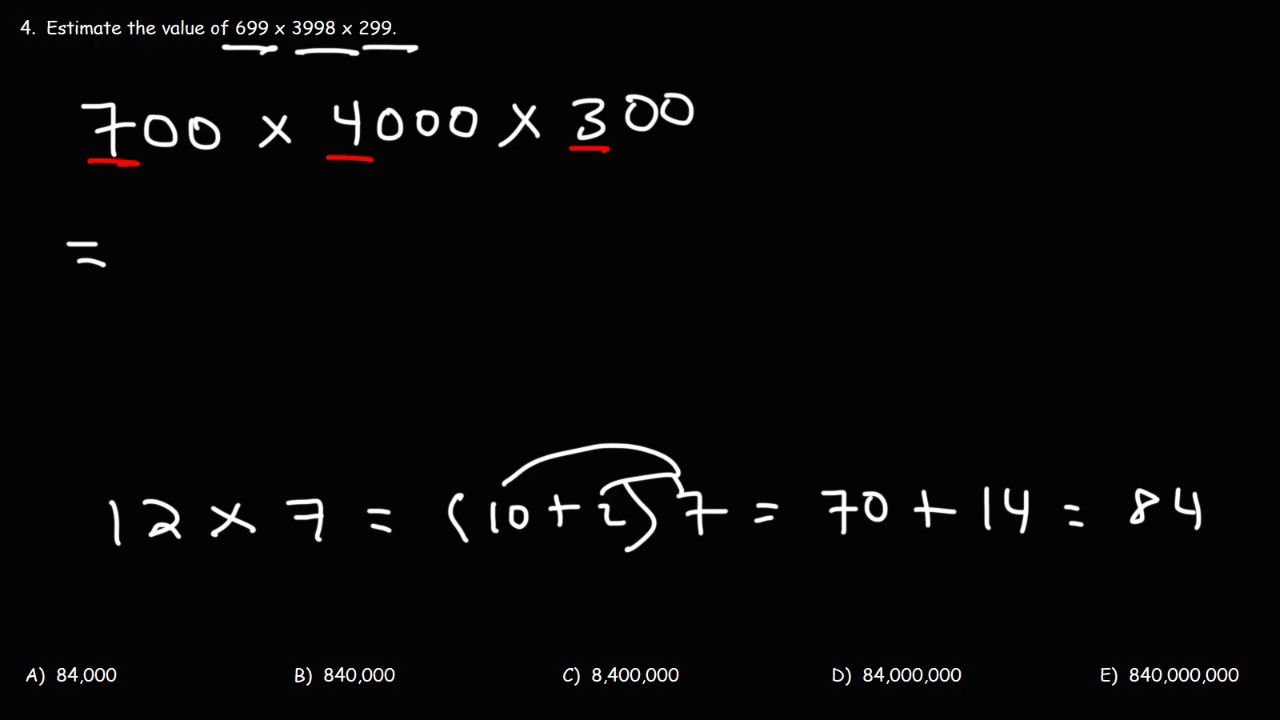 4. Estimate the value of 699 x 3998 x 299.
700 x 4000 x 300
=
12 x 7 = (10+2)7 = 70 + 14 = 84
A) 84,000 B) 840,000 C) 8,400,000 D) 84,000,000 E) 840,000,000